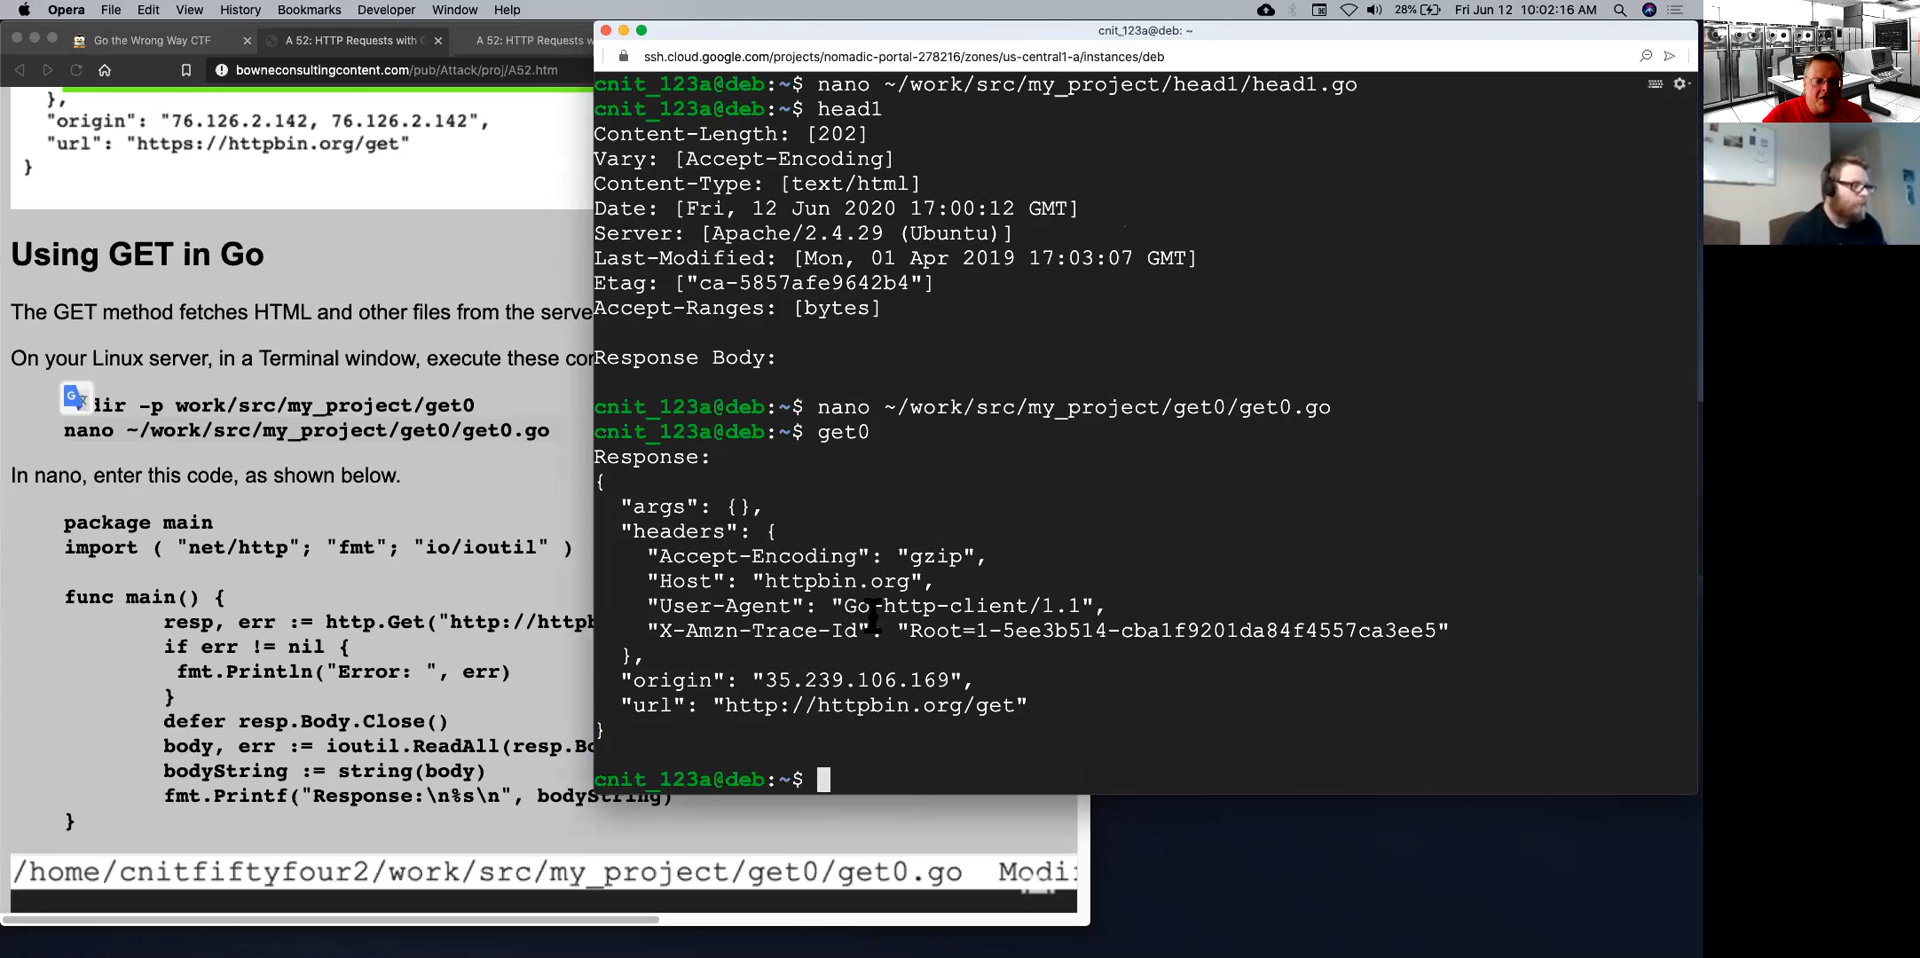 Opera File Edit View History Bookmarks Developer Window Help
28% Fri Jun 12 10:02:16 AM
Go the Wrong Way CTF
A 52: HTTP Requests with
A 52: HTTP Requests w
bowneconsultingcontent.com/pub/Attack/proj/A52.htm
},
"origin": "76.126.2.142, 76.126.2.142",
"url": "https://httpbin.org/get"
}
Using GET in Go
The GET method fetches HTML and other files from the serve
On your Linux server, in a Terminal window, execute these co
dir -p work/src/my_project/get0
nano ~/work/src/my_project/get0/get0.go
In nano, enter this code, as shown below.
package main
import ( "net/http"; "fmt"; "io/ioutil" )
func main() {
resp, err := http.Get("http://httpb
if err != nil {
fmt.Println("Error: ", err)
}
defer resp.Body.Close()
body, err := ioutil.ReadAll(resp.Bo
bodyString := string(body)
fmt.Printf("Response:\n%s\n", bodyString)
}
/home/cnitfiftyfour2/work/src/my_project/get0/get0.go Modi
cnit_123a@deb: ~
ssh.cloud.google.com/projects/nomadic-portal-278216/zones/us-central1-a/instances/deb
cnit_123a@deb:~$ nano ~/work/src/my_project/head1/head1.go
cnit_123a@deb:~$ head1
Content-Length: [202]
Vary: [Accept-Encoding]
Content-Type: [text/html]
Date: [Fri, 12 Jun 2020 17:00:12 GMT]
Server: [Apache/2.4.29 (Ubuntu)]
Last-Modified: [Mon, 01 Apr 2019 17:03:07 GMT]
Etag: ["ca-5857afe9642b4"]
Accept-Ranges: [bytes]
Response Body:
cnit_123a@deb:~$ nano ~/work/src/my_project/get0/get0.go
cnit_123a@deb:~$ get0
Response:
{
"args": {},
"headers": {
"Accept-Encoding": "gzip",
"Host": "httpbin.org",
"User-Agent": "Go-http-client/1.1",
"X-Amzn-Trace-Id": "Root=1-5ee3b514-cba1f9201da84f4557ca3ee5"
},
"origin": "35.239.106.169",
"url": "http://httpbin.org/get"
}
cnit_123a@deb:~$